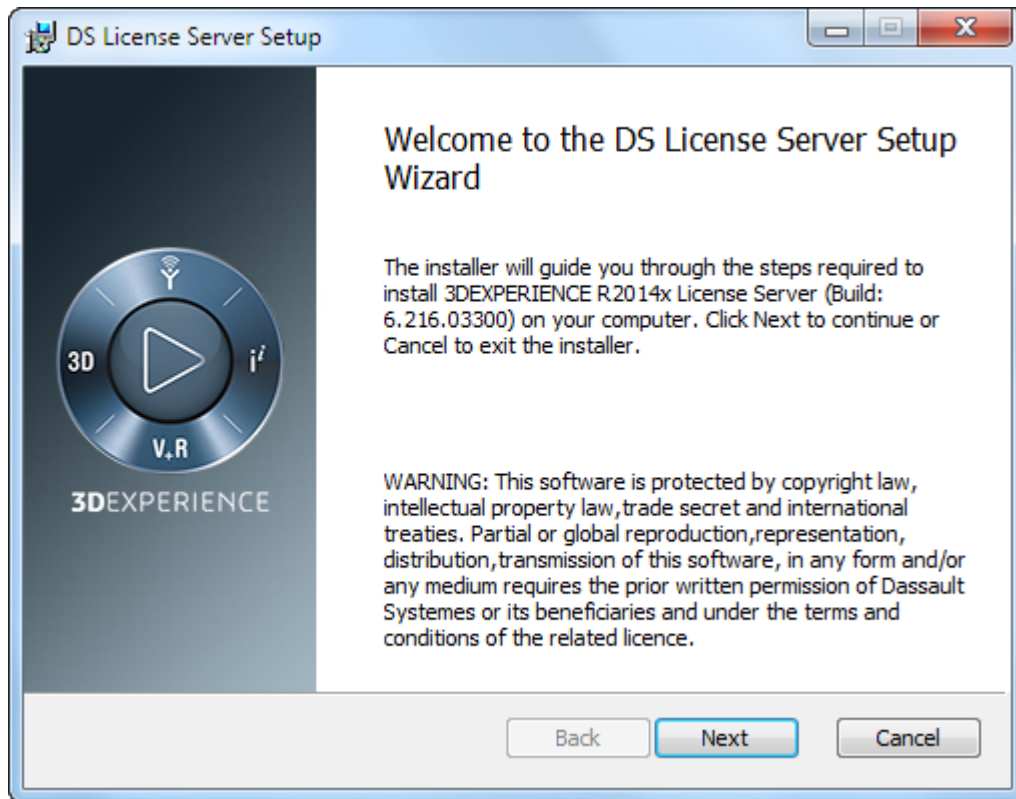 DS License Server Setup
Welcome to the DS License Server Setup
Wizard
The installer will guide you through the steps required to
install 3DEXPERIENCE R2014x License Server (Build:
6.216.03300) on your computer. Click Next to continue or
Cancel to exit the installer.
3D
i²
V+R
3DEXPERIENCE
WARNING: This software is protected by copyright law,
intellectual property law,trade secret and international
treaties. Partial or global reproduction,representation,
distribution,transmission of this software, in any form and/or
any medium requires the prior written permission of Dassault
Systemes or its beneficiaries and under the terms and
conditions of the related licence.
Back
Next
Cancel